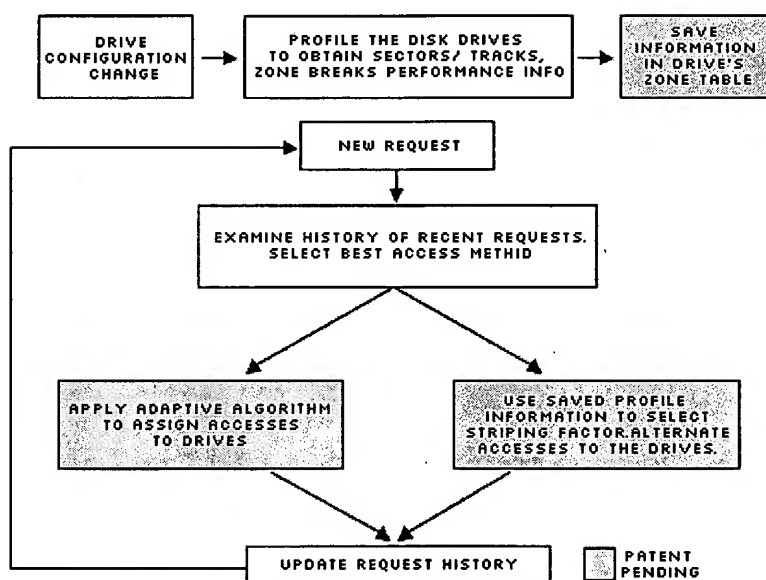 DRIVE
CONFIGURATION
CHANGE
PROFILE THE DISK DRIVES
TO OBTAIN SECTORS/ TRACKS,
ZONE BREAKS PERFORMANCE INFO
SAVE
INFORMATION
IN DRIVE'S
ZONE TABLE
NEW REQUEST
EXAMINE HISTORY OF RECENT REQUESTS.
SELECT BEST ACCESS METHID
APPLY ADAPTIVE ALGORITHM
TO ASSIGN ACCESSES
TO DRIVES
USE SAVED PROFILE
INFORMATION TO SELECT
STRIPING FACTOR.ALTERNATE
ACCESSES TO THE DRIVES.
UPDATE REQUEST HISTORY
PATENT
PENDING